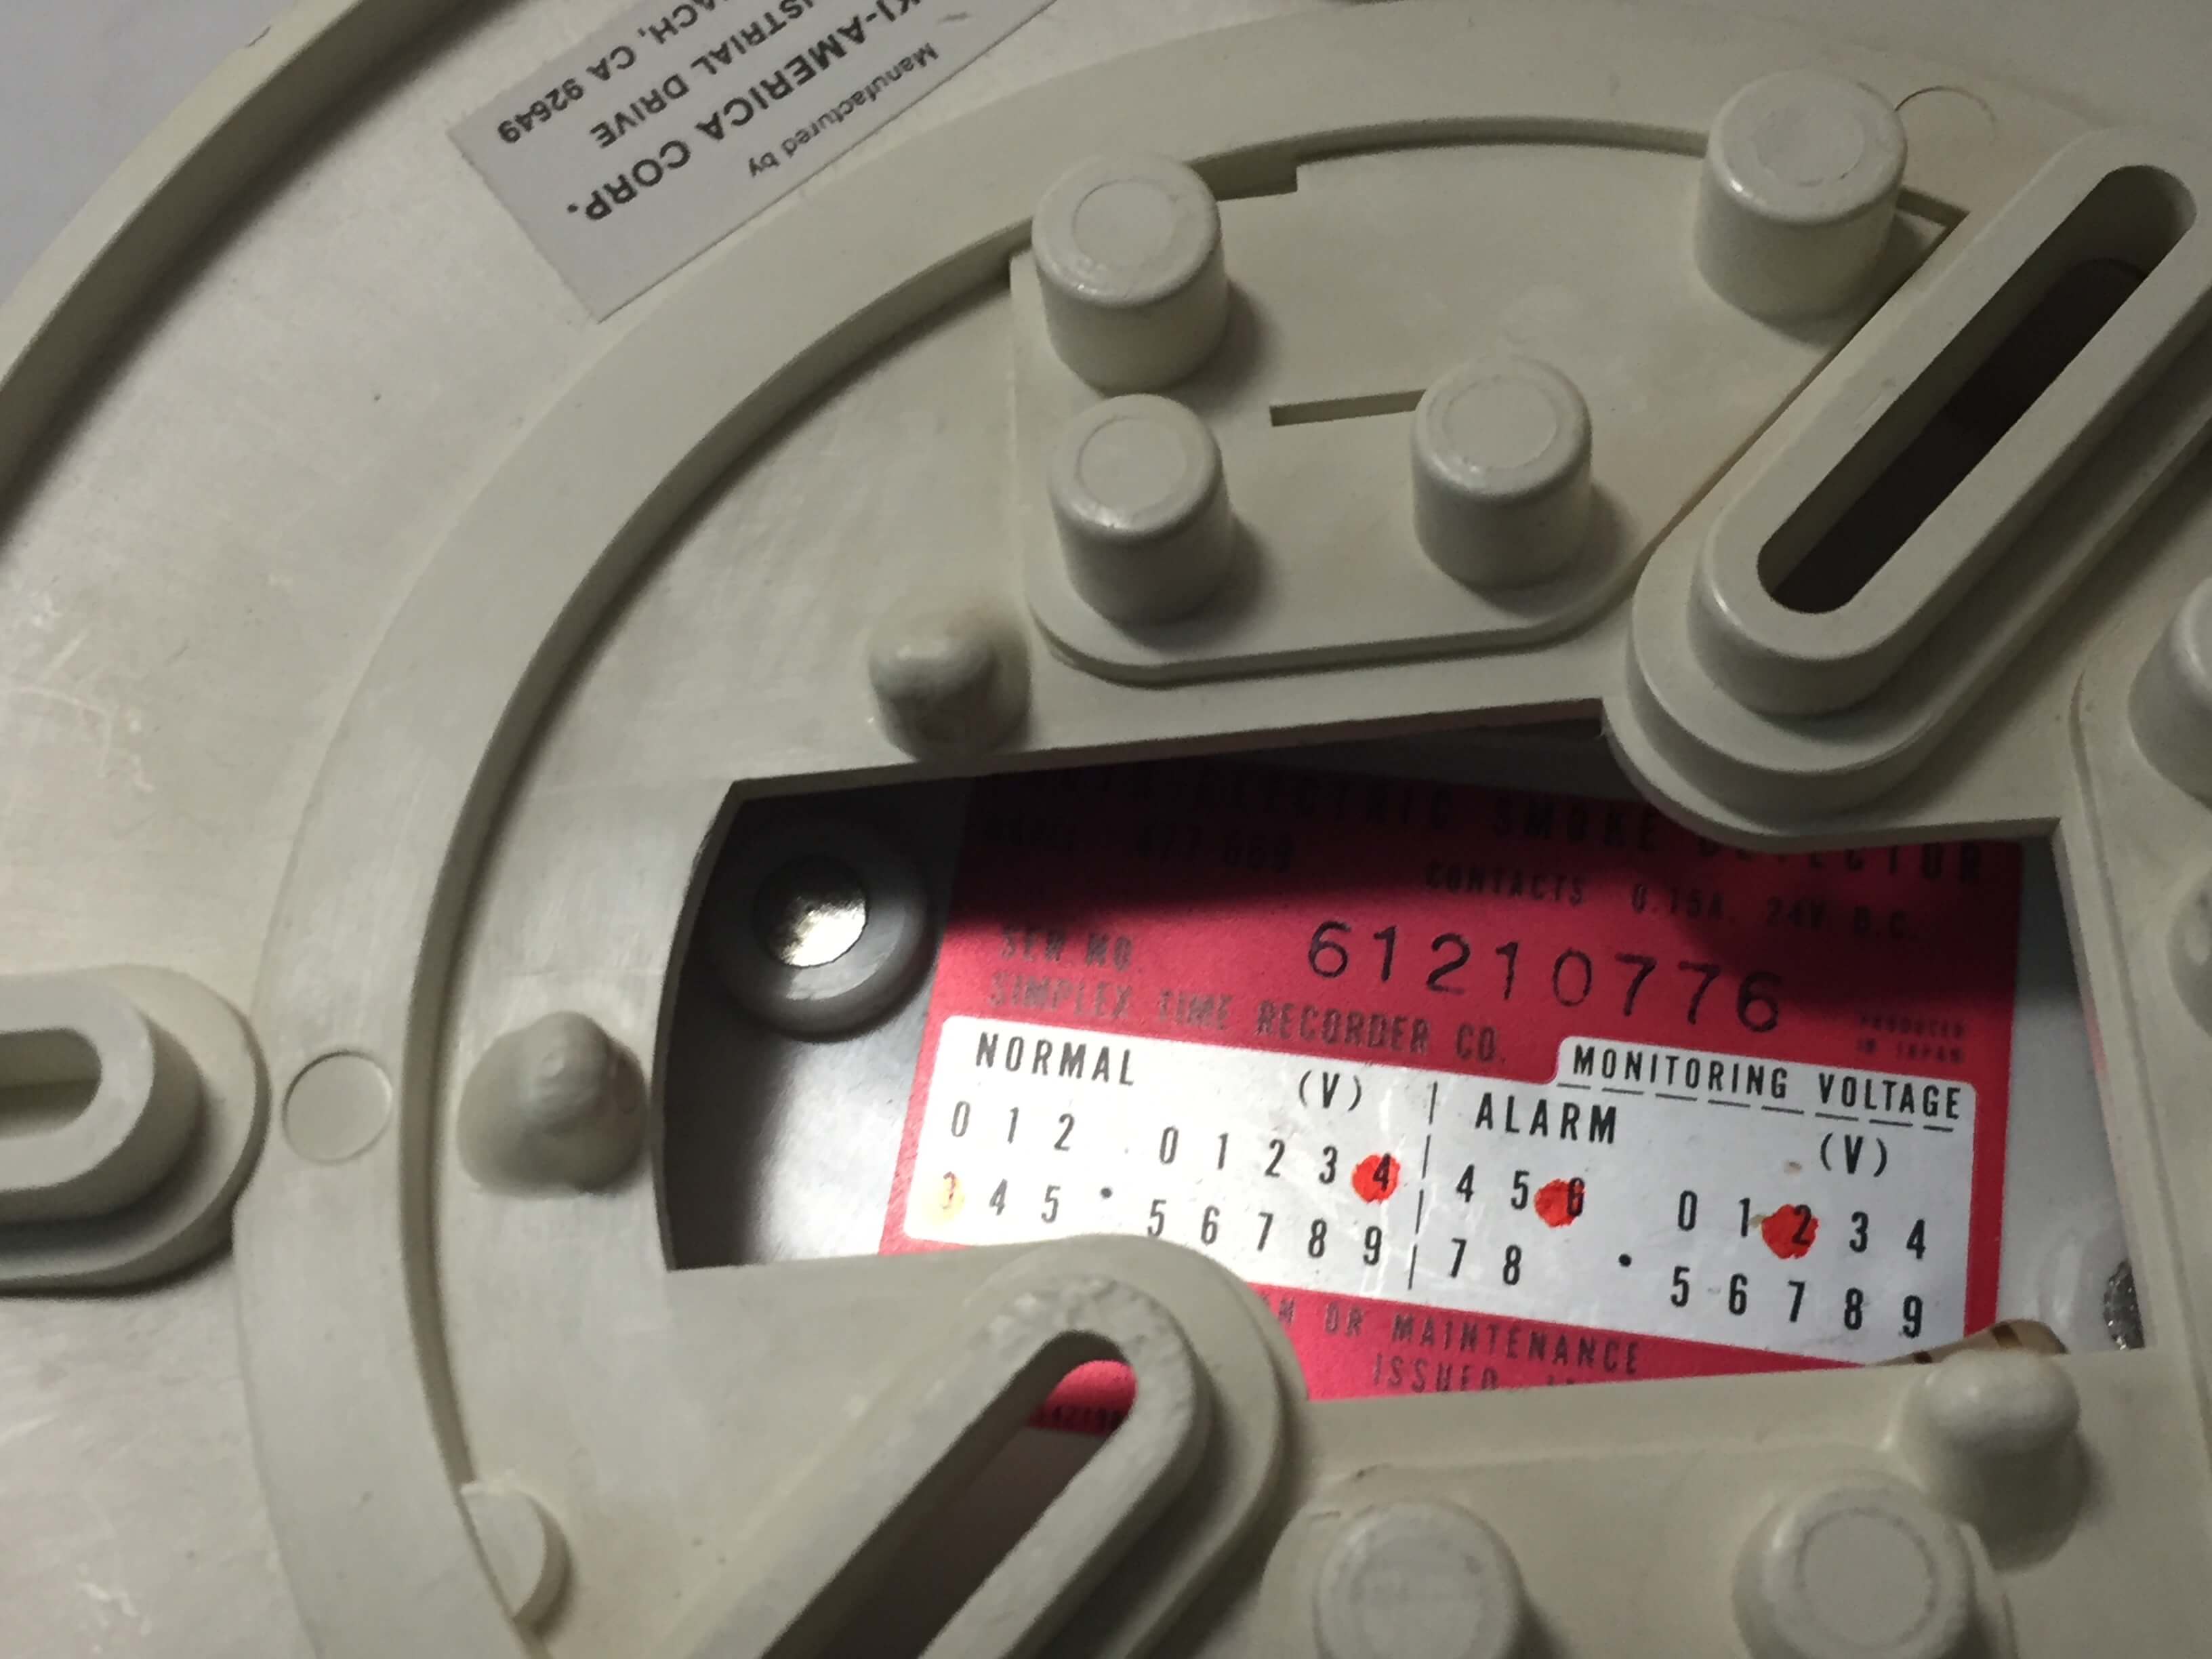 Manufactured by
KI-AMERICA CORP.
USTRIAL DRIVE
ACH, CA 92649
ELECTRIC SMOKE DETECTOR
CONTACTS 0.15A. 24V D.C.
SER.NO. 61210776
SIMPLEX TIME RECORDER CO.
PRODUCED
IN JAPAN
MONITORING VOLTAGE
NORMAL (V) ALARM (V)
0 1 2 . 0 1 2 3 4 4 5 6 0 1 2 3 4
3 4 5 5 6 7 8 9 7 8 . 5 6 7 8 9
OR MAINTENANCE
ISSUED